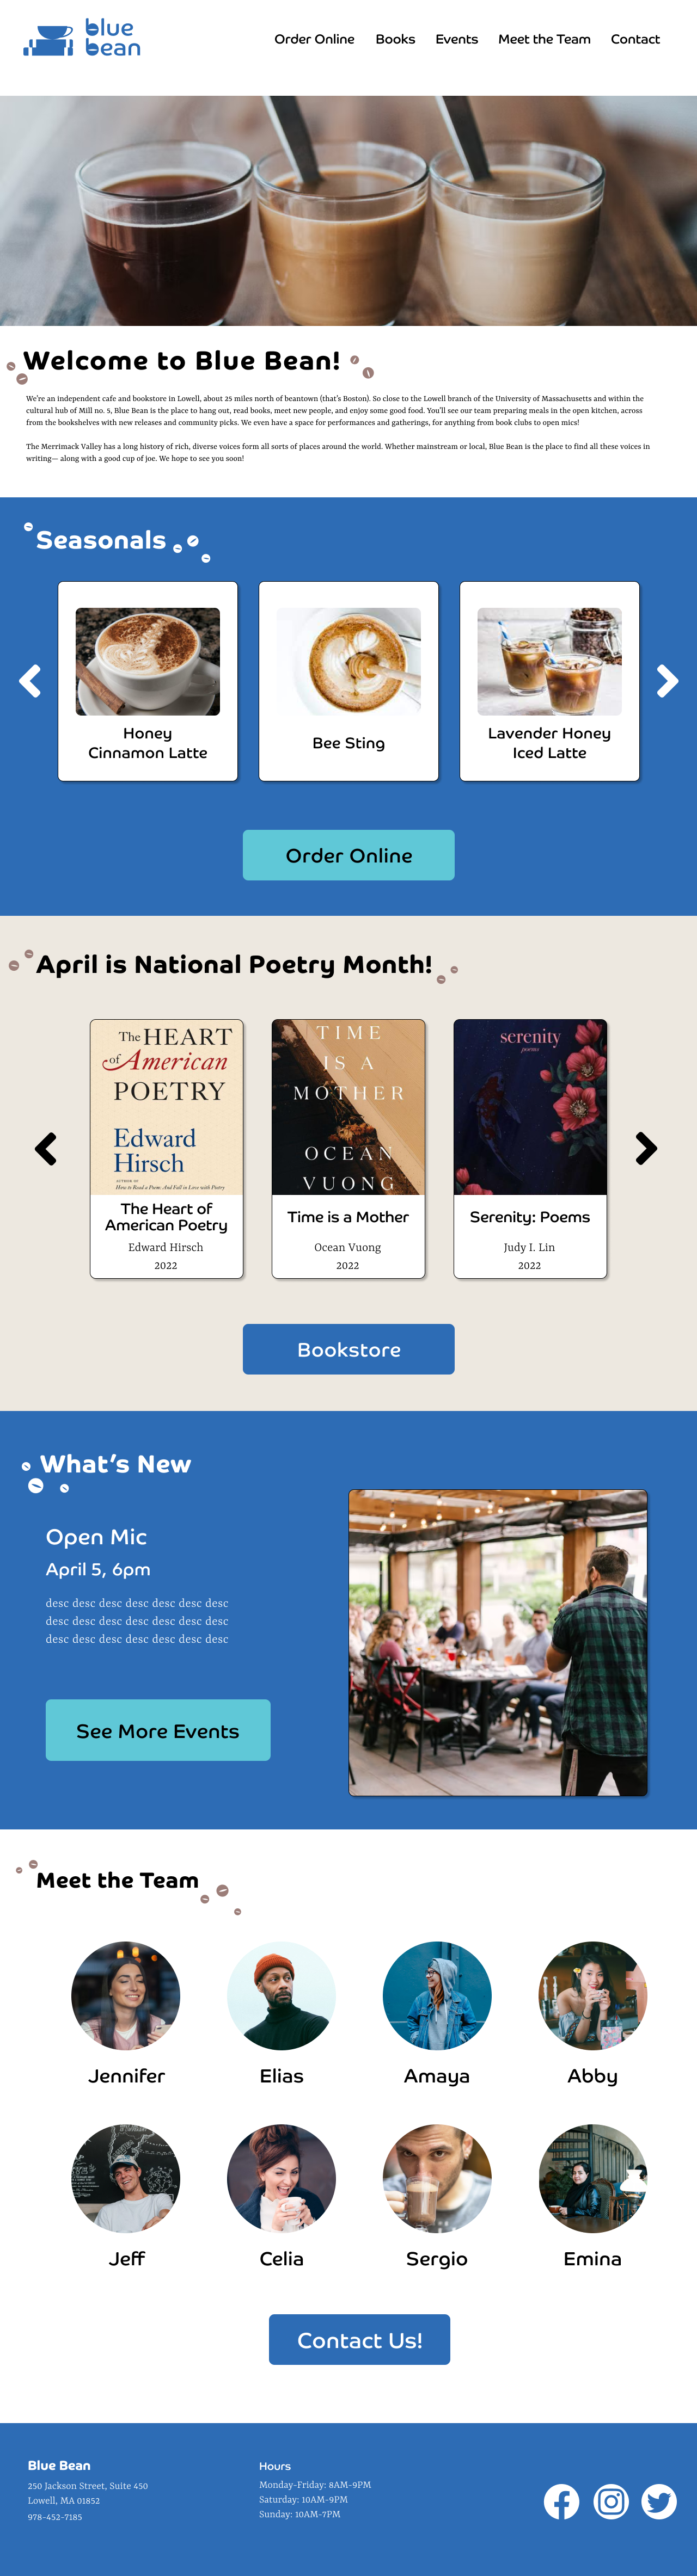 blue
bean
Order Online Books Events Meet the Team Contact
Welcome to Blue Bean!
We're an independent cafe and bookstore in Lowell, about 25 miles north of beantown (that's Boston). So close to the Lowell branch of the University of Massachusetts and within the
cultural hub of Mill no. 5, Blue Bean is the place to hang out, read books, meet new people, and enjoy some good food. You'll see our team preparing meals in the open kitchen, across
from the bookshelves with new releases and community picks. We even have a space for performances and gatherings, for anything from book clubs to open mics!
The Merrimack Valley has a long history of rich, diverse voices form all sorts of places around the world. Whether mainstream or local, Blue Bean is the place to find all these voices in
writing— along with a good cup of joe. We hope to see you soon!
Seasonals
Honey
Cinnamon Latte
Bee Sting
Lavender Honey
Iced Latte
Order Online
April is National Poetry Month!
The HEART
of American
POETRY
Edward
Hirsch
AUTHOR OF
How to Read a Poem: And Fall in Love with Poetry
The Heart of
American Poetry
Edward Hirsch
2022
TIME
IS A
MOTHER
OCEAN
VUONG
Time is a Mother
Ocean Vuong
2022
serenity
poems
Serenity: Poems
Judy I. Lin
2022
Bookstore
What's New
Open Mic
April 5, 6pm
desc desc desc desc desc desc desc
desc desc desc desc desc desc desc
desc desc desc desc desc desc desc
See More Events
Meet the Team
Jennifer
Elias
Amaya
Abby
Jeff
Celia
Sergio
Emina
Contact Us!
Blue Bean
250 Jackson Street, Suite 450
Lowell, MA 01852
978-452-7185
Hours
Monday-Friday: 8AM-9PM
Saturday: 10AM-9PM
Sunday: 10AM-7PM